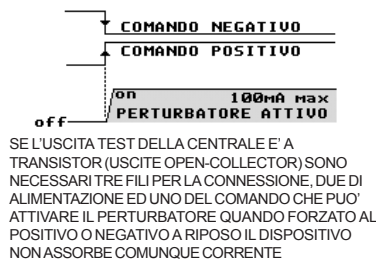 COMANDO NEGATIVO
COMANDO POSITIVO
on 100mA max
off PERTURBATORE ATTIVO
SE L'USCITA TEST DELLA CENTRALE E' A
TRANSISTOR (USCITE OPEN-COLLECTOR) SONO
NECESSARI TRE FILI PER LA CONNESSIONE, DUE DI
ALIMENTAZIONE ED UNO DEL COMANDO CHE PUO'
ATTIVARE IL PERTURBATORE QUANDO FORZATO AL
POSITIVO O NEGATIVO A RIPOSO IL DISPOSITIVO
NON ASSORBE COMUNQUE CORRENTE